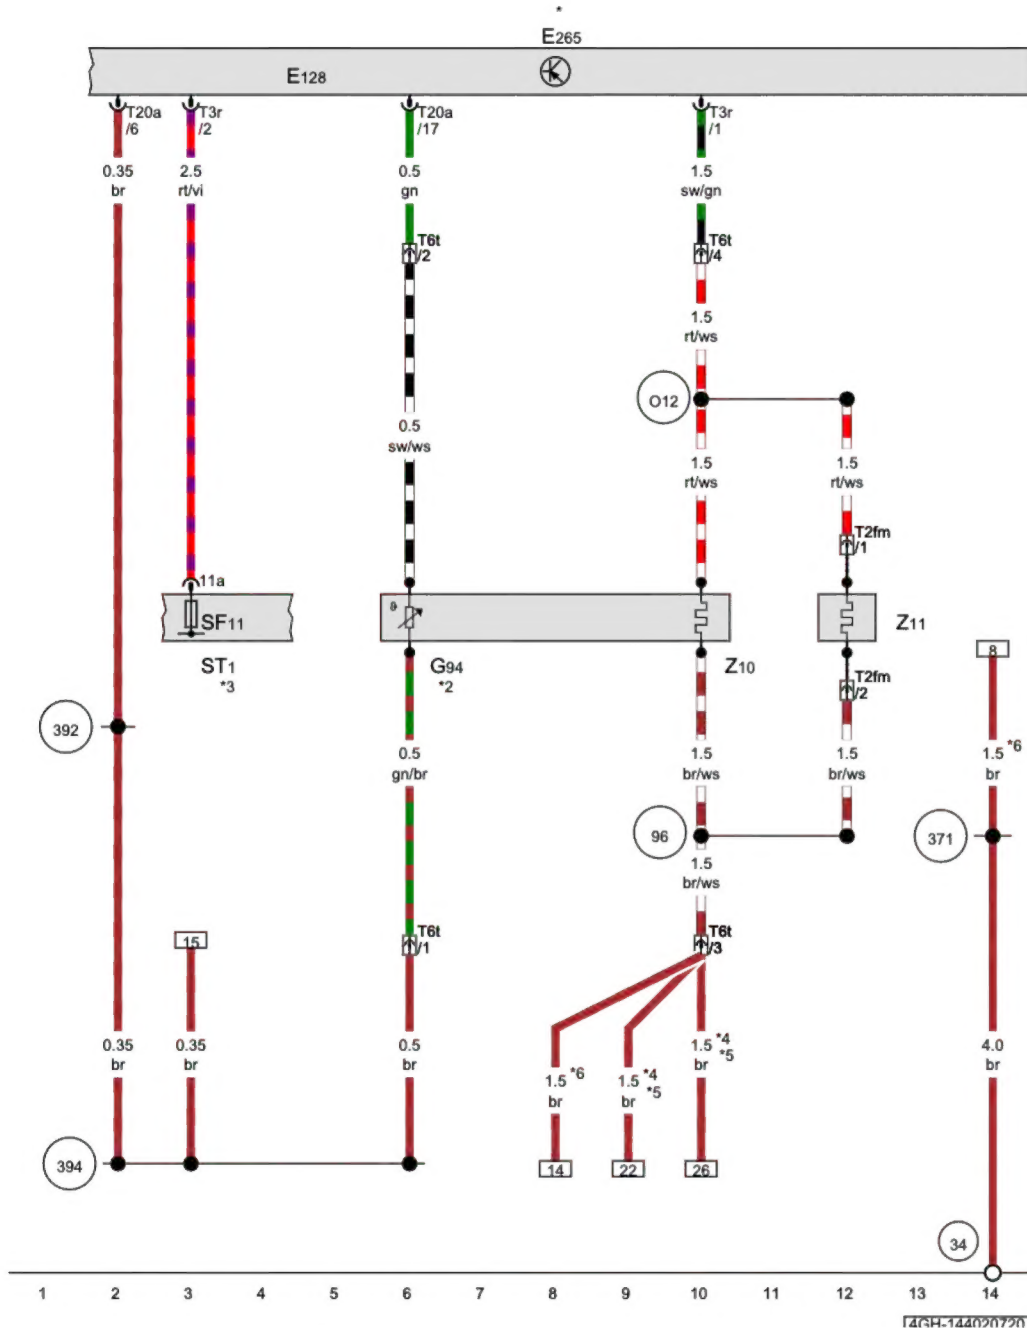 *
E265
E128
T20a
/6
T3r
/2
T20a
/17
T3r
/1
0.35
br
2.5
rt/vi
0.5
gn
1.5
sw/gn
T6t
/2
T6t
/4
1.5
rt/ws
O12
0.5
sw/ws
1.5
rt/ws
1.5
rt/ws
T2fm
/1
11a
SF11
ϑ
Z11
ST1
*3
G94
*2
Z10
T2fm
/2
8
392
0.5
gn/br
1.5
br/ws
1.5
br/ws
1.5 *6
br
96
371
1.5
br/ws
15
T6t
/1
T6t
/3
0.35
br
0.35
br
0.5
br
1.5 *4
br *5
4.0
br
1.5 *6
br
1.5 *4
br *5
394
14
22
26
34
1 2 3 4 5 6 7 8 9 10 11 12 13 14
4GH-144020720